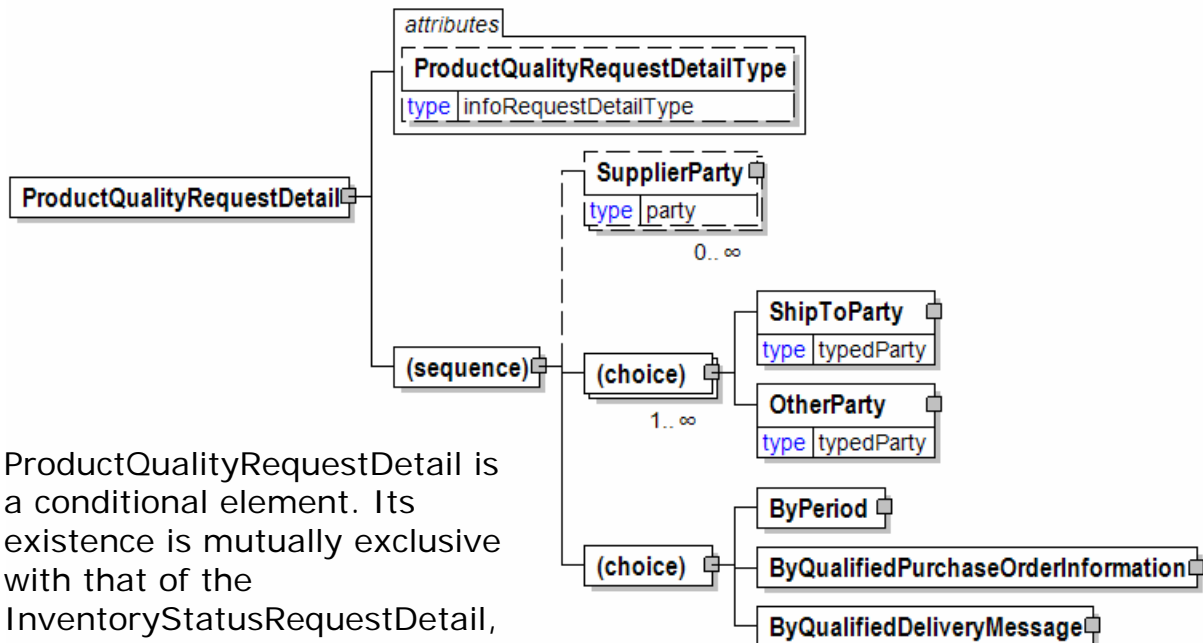 attributes
ProductQualityRequestDetailType
type infoRequestDetailType
ProductQualityRequestDetail
SupplierParty
type party
0.. ∞
(sequence)
(choice)
1.. ∞
ShipToParty
type typedParty
OtherParty
type typedParty
(choice)
ByPeriod
ByQualifiedPurchaseOrderInformation
ByQualifiedDeliveryMessage
ProductQualityRequestDetail is
a conditional element. Its
existence is mutually exclusive
with that of the
InventoryStatusRequestDetail,